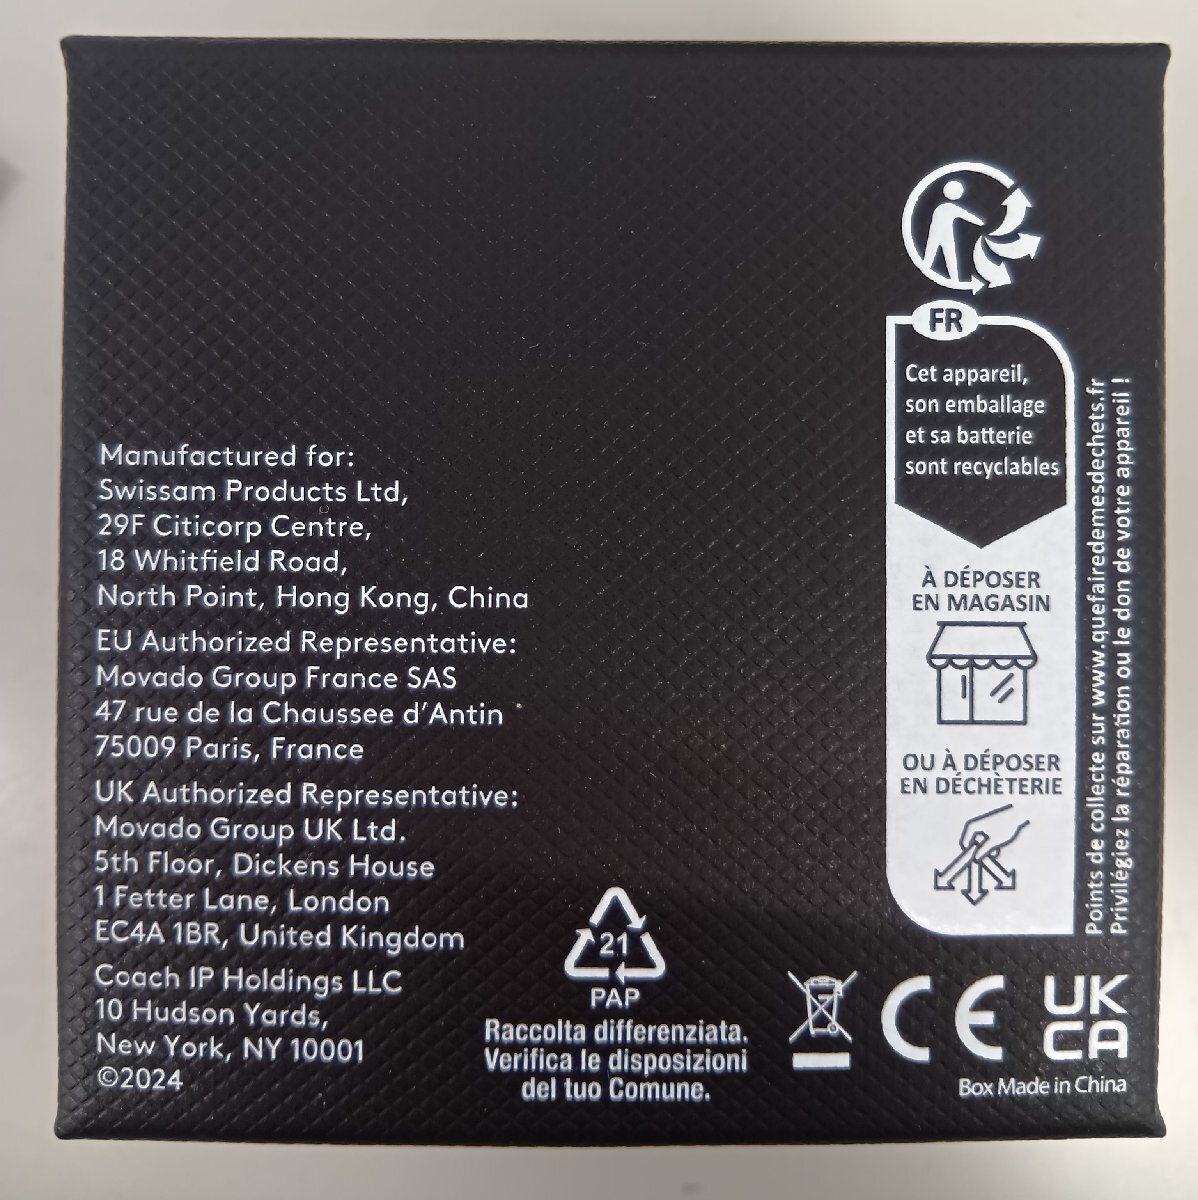 Manufactured for:
Swissam Products Ltd,
29F Citicorp Centre,
18 Whitfield Road,
North Point, Hong Kong, China
EU Authorized Representative:
Movado Group France SAS
47 rue de la Chaussee d’Antin
75009 Paris, France
UK Authorized Representative:
Movado Group UK Ltd.
5th Floor, Dickens House
1 Fetter Lane, London
EC4A 1BR, United Kingdom
Coach IP Holdings LLC
10 Hudson Yards,
New York, NY 10001
©2024
21
PAP
Raccolta differenziata.
Verifica le disposizioni
del tuo Comune.
FR
Cet appareil,
son emballage
et sa batterie
sont recyclables
À DÉPOSER
EN MAGASIN
OU À DÉPOSER
EN DÉCHÈTERIE
Points de collecte sur www.quefairedemesdechets.fr
Privilégiez la réparation ou le don de votre appareil !
CE
UK
CA
Box Made in China